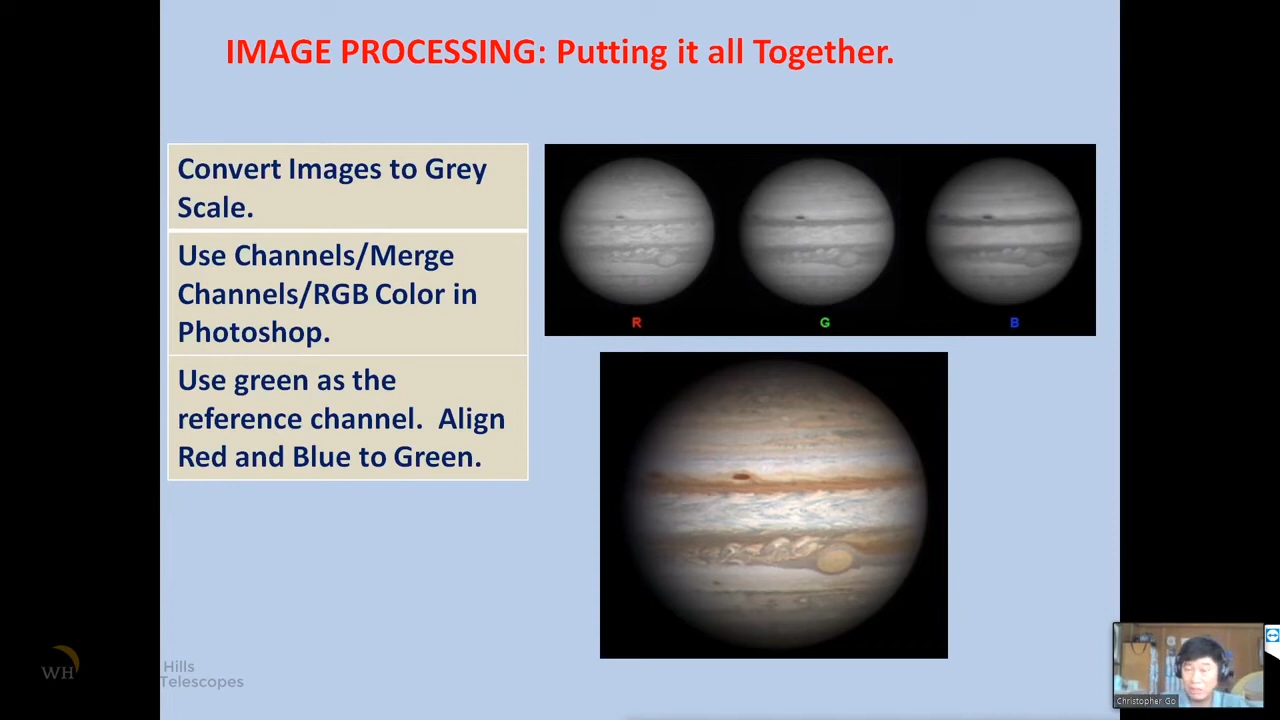 IMAGE PROCESSING: Putting it all Together.
Convert Images to Grey
Scale.
Use Channels/Merge
Channels/RGB Color in
Photoshop.
Use green as the
reference channel.  Align
Red and Blue to Green.
R
G
B
WH
Hills
Telescopes
Christopher Go